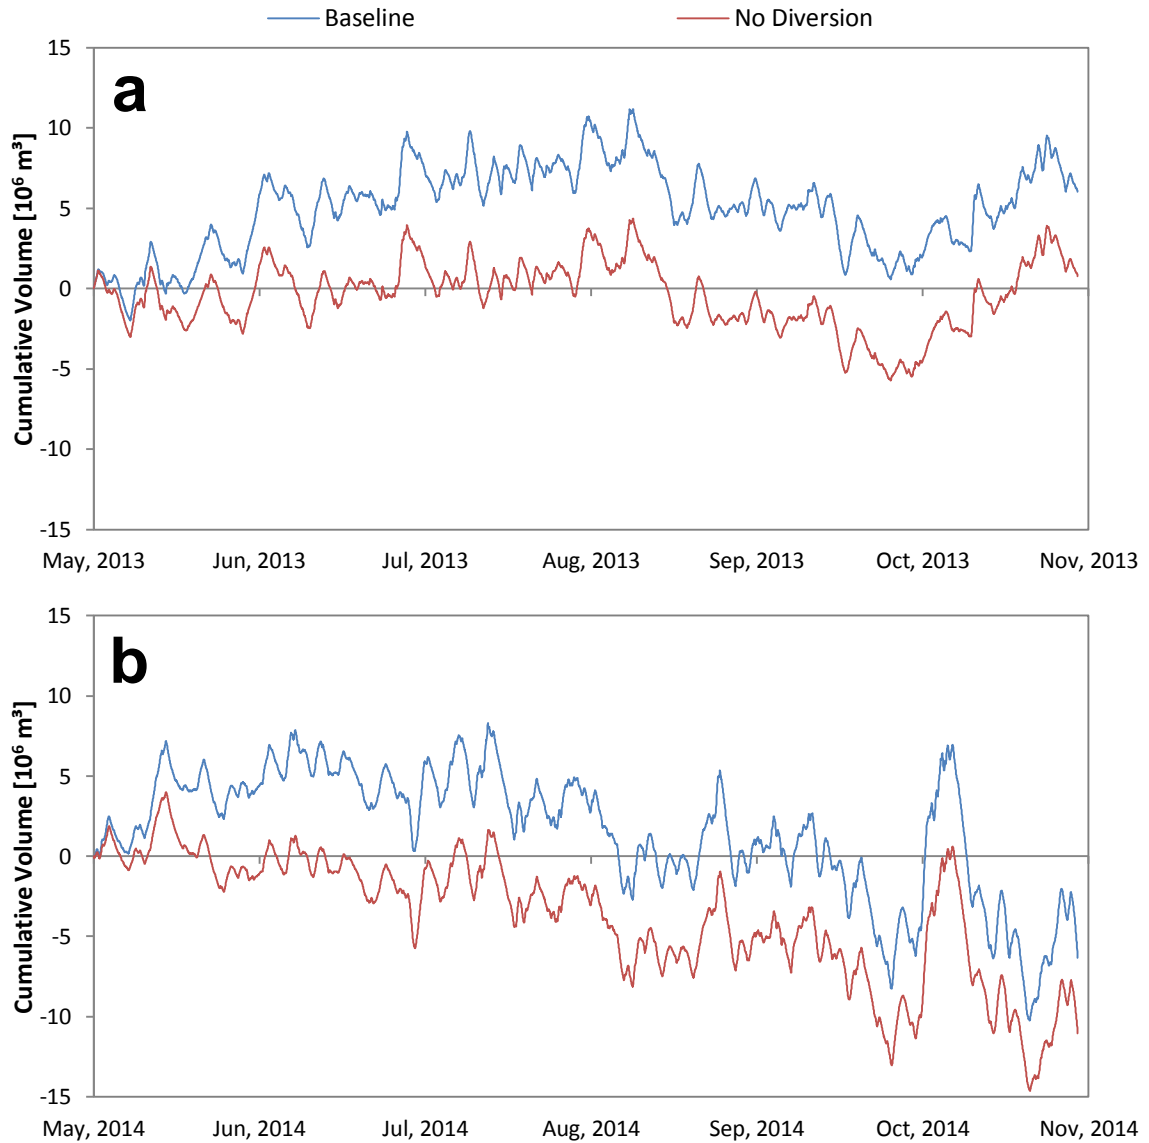 Baseline No Diversion
a
Cumulative Volume [10⁶ m³]
15
10
5
0
-5
-10
-15
May, 2013 Jun, 2013 Jul, 2013 Aug, 2013 Sep, 2013 Oct, 2013 Nov, 2013
b
Cumulative Volume [10⁶ m³]
15
10
5
0
-5
-10
-15
May, 2014 Jun, 2014 Jul, 2014 Aug, 2014 Sep, 2014 Oct, 2014 Nov, 2014